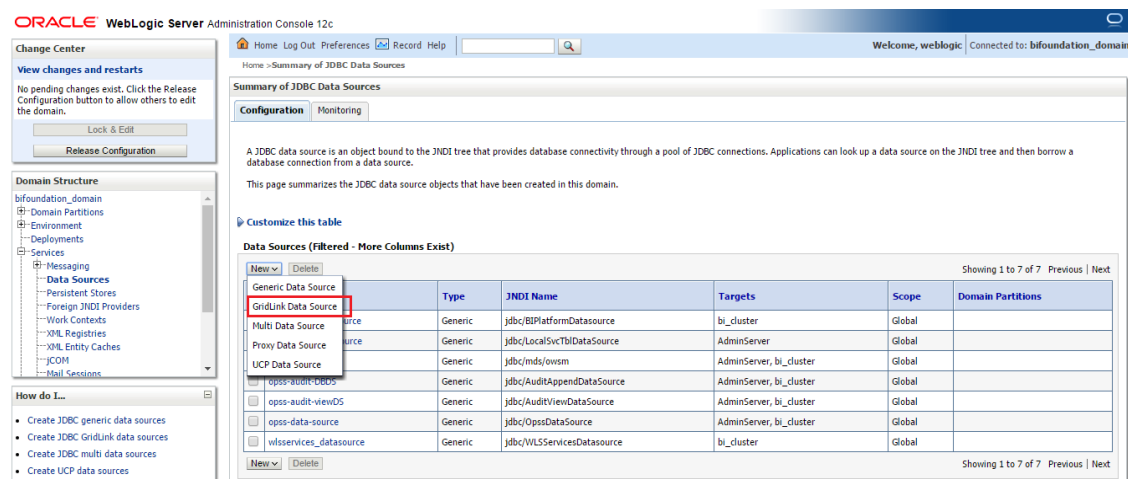 ORACLE WebLogic Server Administration Console 12c
Change Center
View changes and restarts
No pending changes exist. Click the Release
Configuration button to allow others to edit
the domain.
Lock & Edit
Release Configuration
Domain Structure
bifoundation_domain
Domain Partitions
Environment
Deployments
Services
Messaging
Data Sources
Persistent Stores
Foreign JNDI Providers
Work Contexts
XML Registries
XML Entity Caches
jCOM
Mail Sessions
How do I...
Create JDBC generic data sources
Create JDBC GridLink data sources
Create JDBC multi data sources
Create UCP data sources
Home Log Out Preferences Record Help
Welcome, weblogic Connected to: bifoundation_domain
Home >Summary of JDBC Data Sources
Summary of JDBC Data Sources
Configuration Monitoring
A JDBC data source is an object bound to the JNDI tree that provides database connectivity through a pool of JDBC connections. Applications can look up a data source on the JNDI tree and then borrow a
database connection from a data source.
This page summarizes the JDBC data source objects that have been created in this domain.
Customize this table
Data Sources (Filtered - More Columns Exist)
New Delete Showing 1 to 7 of 7 Previous | Next
Generic Data Source
GridLink Data Source
Multi Data Source
Proxy Data Source
UCP Data Source
Type JNDI Name Targets Scope Domain Partitions
urce Generic jdbc/BIPlatformDatasource bi_cluster Global
urce Generic jdbc/LocalSvcTblDataSource AdminServer Global
Generic jdbc/mds/owsm AdminServer, bi_cluster Global
opss-audit-DBDS Generic jdbc/AuditAppendDataSource AdminServer, bi_cluster Global
opss-audit-viewDS Generic jdbc/AuditViewDataSource AdminServer, bi_cluster Global
opss-data-source Generic jdbc/OpssDataSource AdminServer, bi_cluster Global
wlsservices_datasource Generic jdbc/WLSServicesDatasource bi_cluster Global
New Delete Showing 1 to 7 of 7 Previous | Next